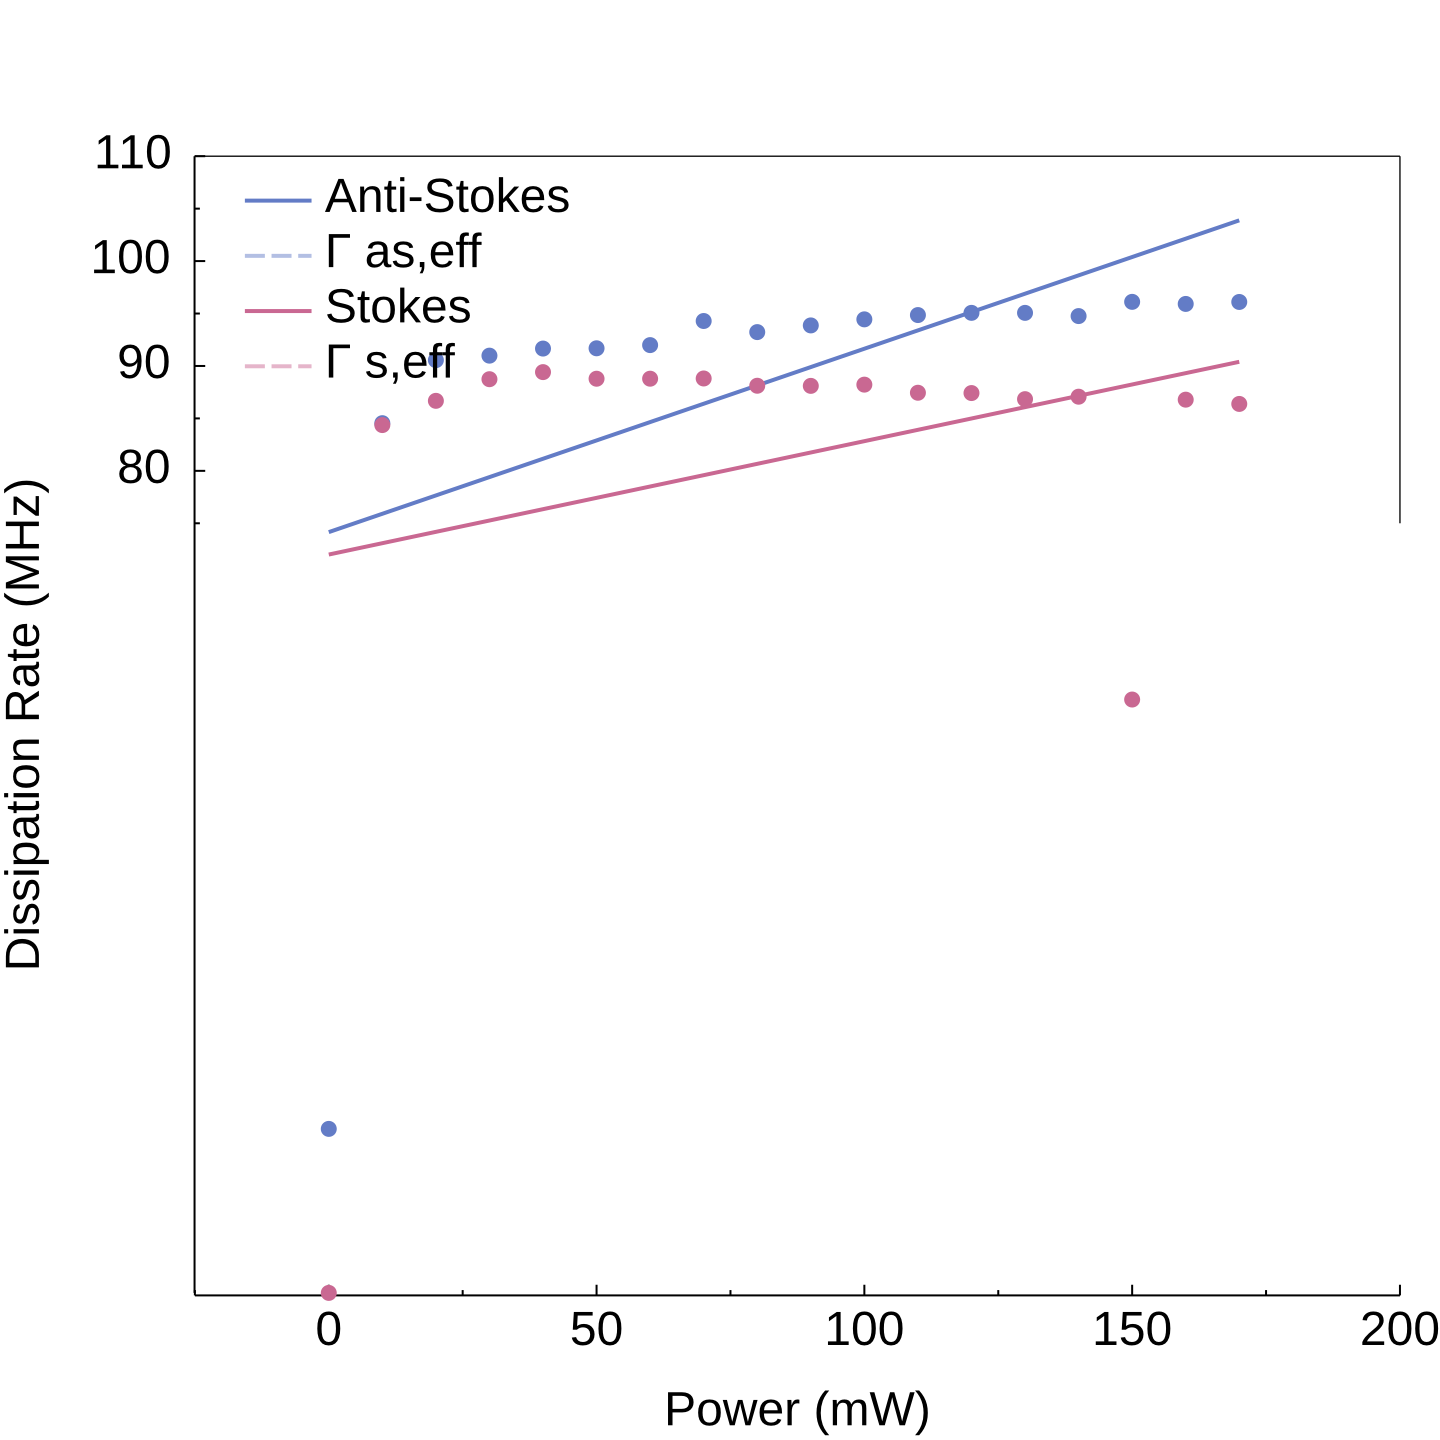 110
100
90
80
Anti-Stokes
Γ as,eff
Stokes
Γ s,eff
Dissipation Rate (MHz)
0 50 100 150 200
Power (mW)